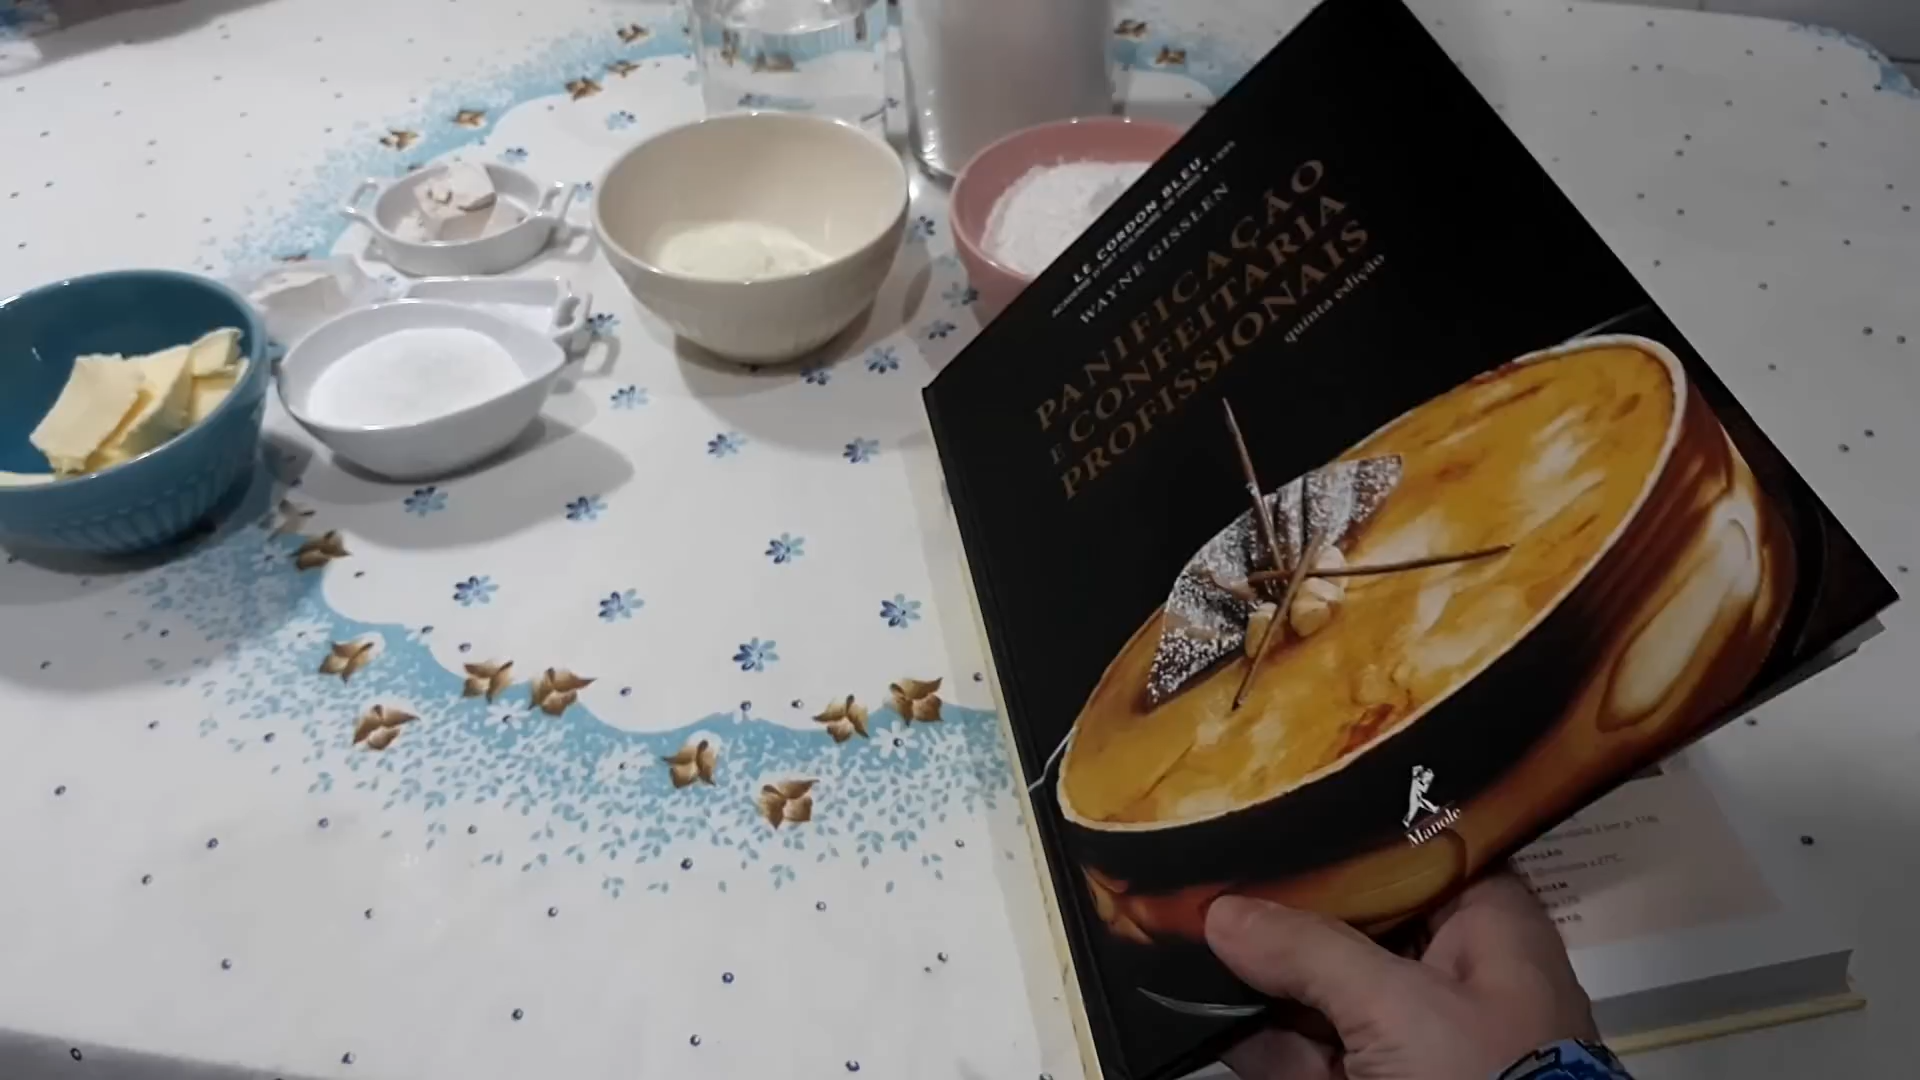 LE CORDON BLEU
WAYNE GISSLEN
PANIFICAÇÃO
E CONFEITARIA
PROFISSIONAIS
quinta edição
Manole